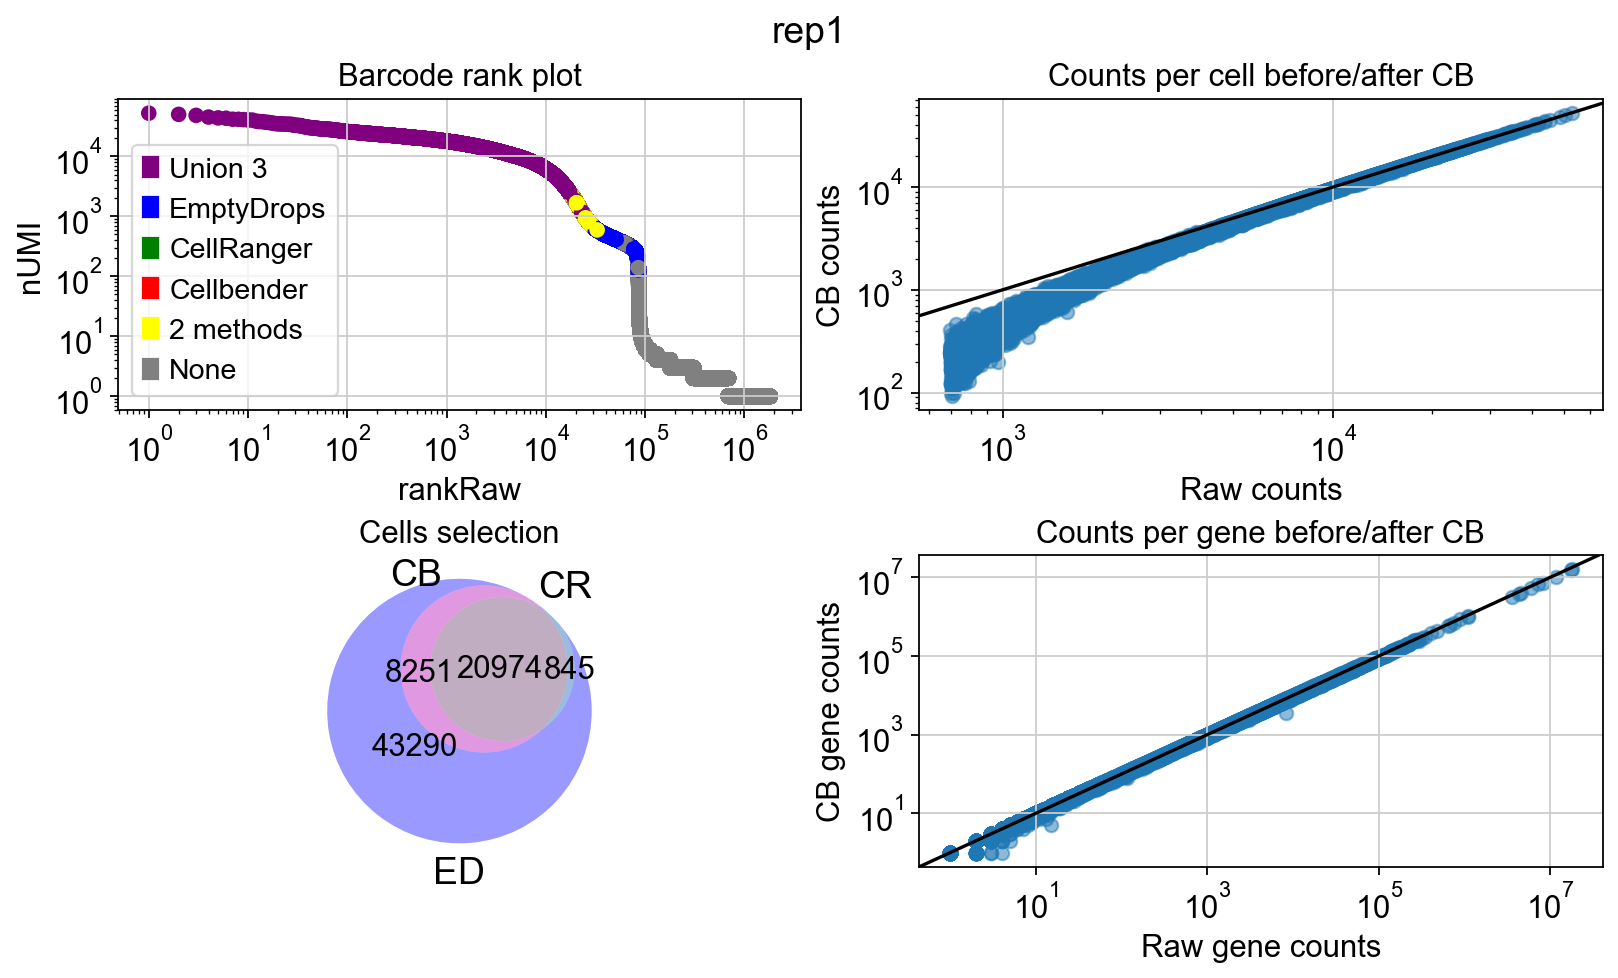 rep1
Barcode rank plot
nUMI
10^4
10^3
10^2
10^1
10^0
Union 3
EmptyDrops
CellRanger
Cellbender
2 methods
None
10^0 10^1 10^2 10^3 10^4 10^5 10^6
rankRaw
Counts per cell before/after CB
CB counts
10^4
10^3
10^2
10^3 10^4
Raw counts
Cells selection
CB
CR
8251
20974
845
43290
ED
Counts per gene before/after CB
CB gene counts
10^7
10^5
10^3
10^1
10^1 10^3 10^5 10^7
Raw gene counts